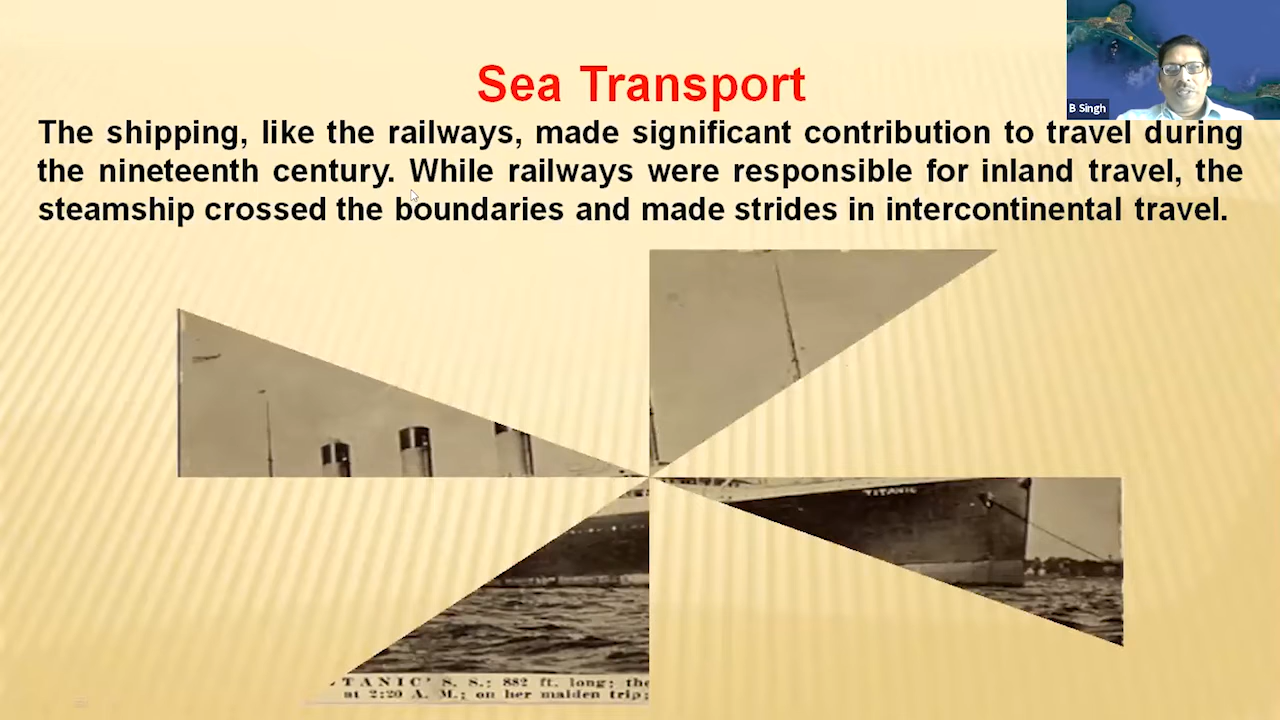 Sea Transport
B Singh
The shipping, like the railways, made significant contribution to travel during
the nineteenth century. While railways were responsible for inland travel, the
steamship crossed the boundaries and made strides in intercontinental travel.
TITANIC
TANIC' S. S.; 882 ft. long; the
at 2:20 A. M.; on her maiden trip;